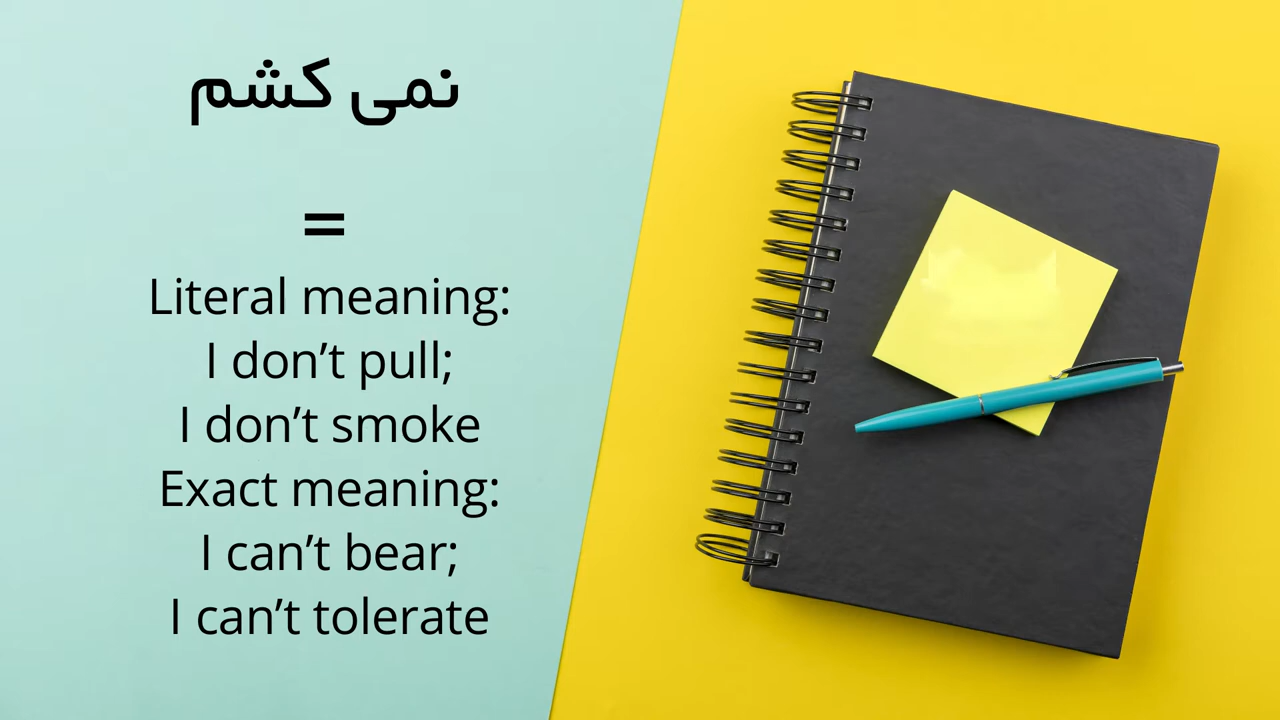 نمی کشم
=
Literal meaning:
I don’t pull;
I don’t smoke
Exact meaning:
I can’t bear;
I can’t tolerate